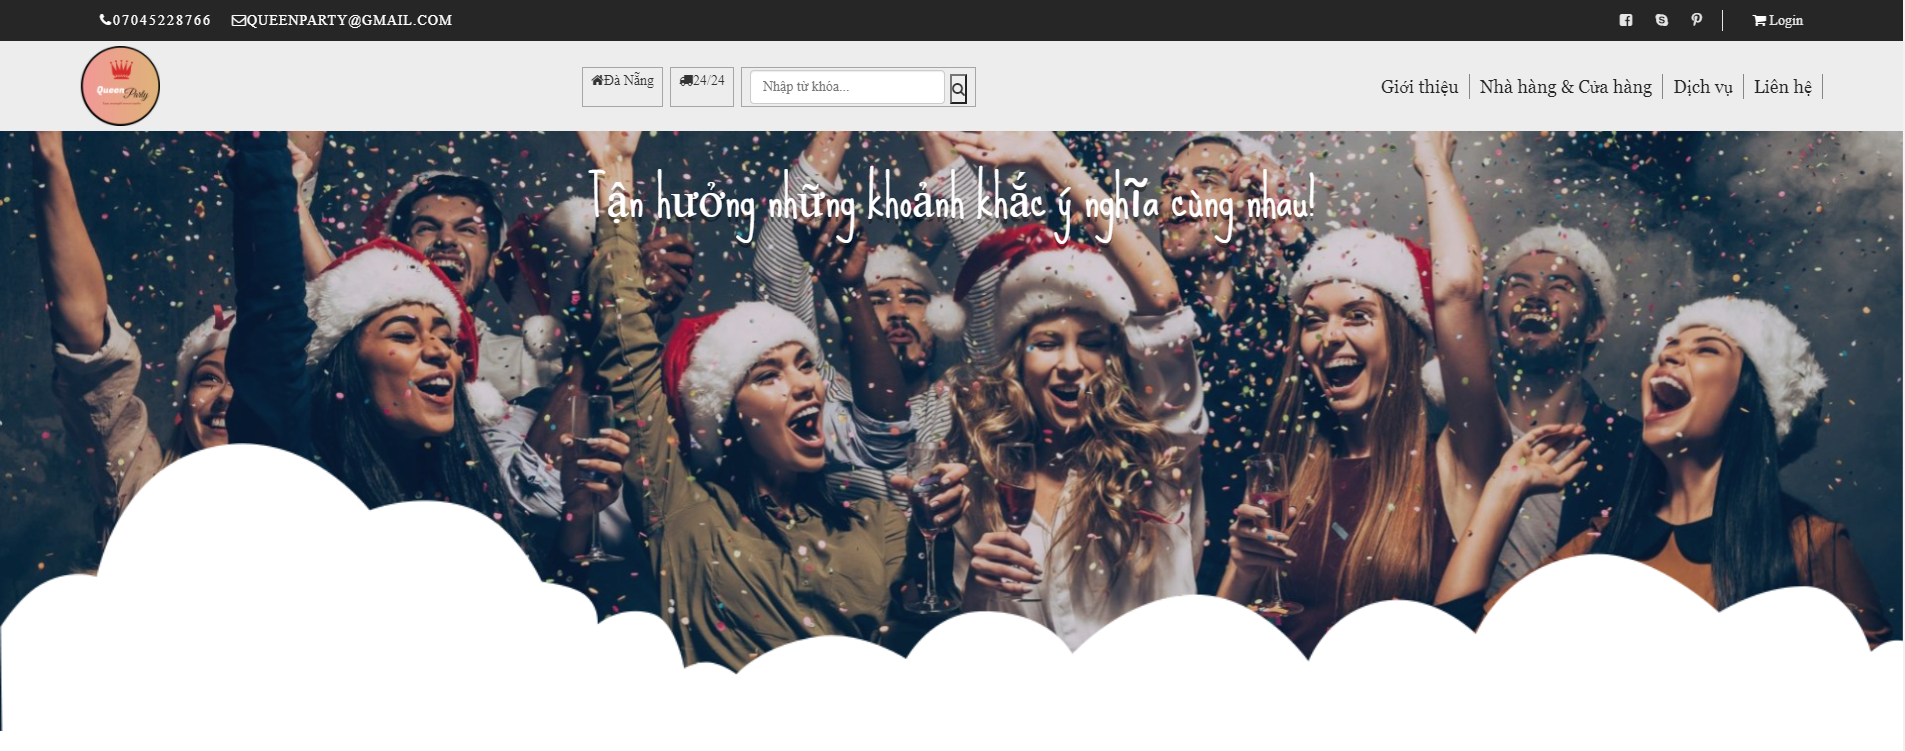 07045228766 QUEENPARTY@GMAIL.COM Login
Queen Party
Đà Nẵng 24/24 Nhập từ khóa... Giới thiệu Nhà hàng & Cửa hàng Dịch vụ Liên hệ
Tân hưởng những khoảnh khắc ý nghĩa cùng nhau!